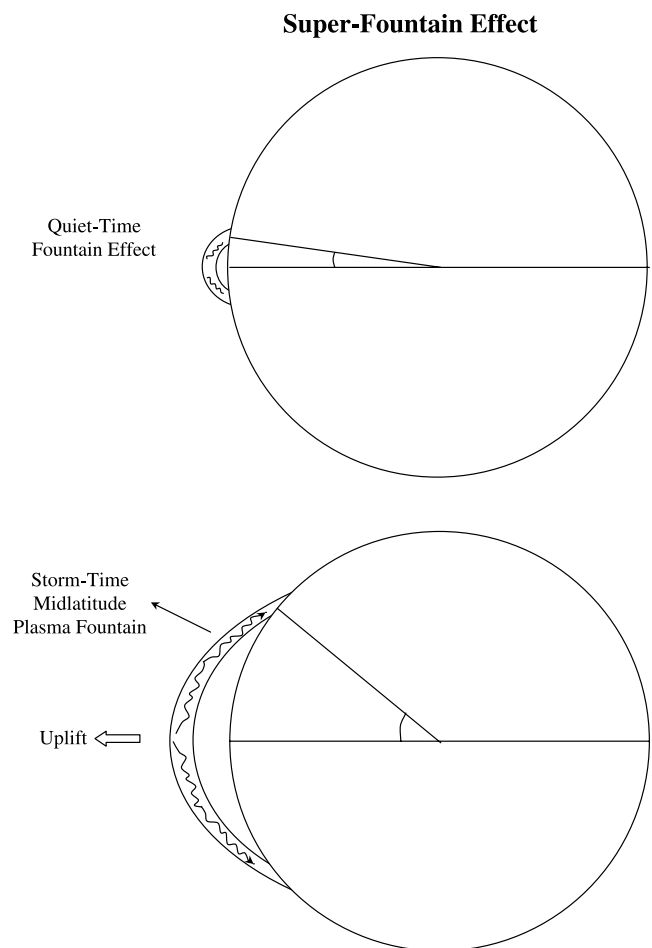 Super-Fountain Effect
Quiet-Time
Fountain Effect
Storm-Time
Midlatitude
Plasma Fountain
Uplift